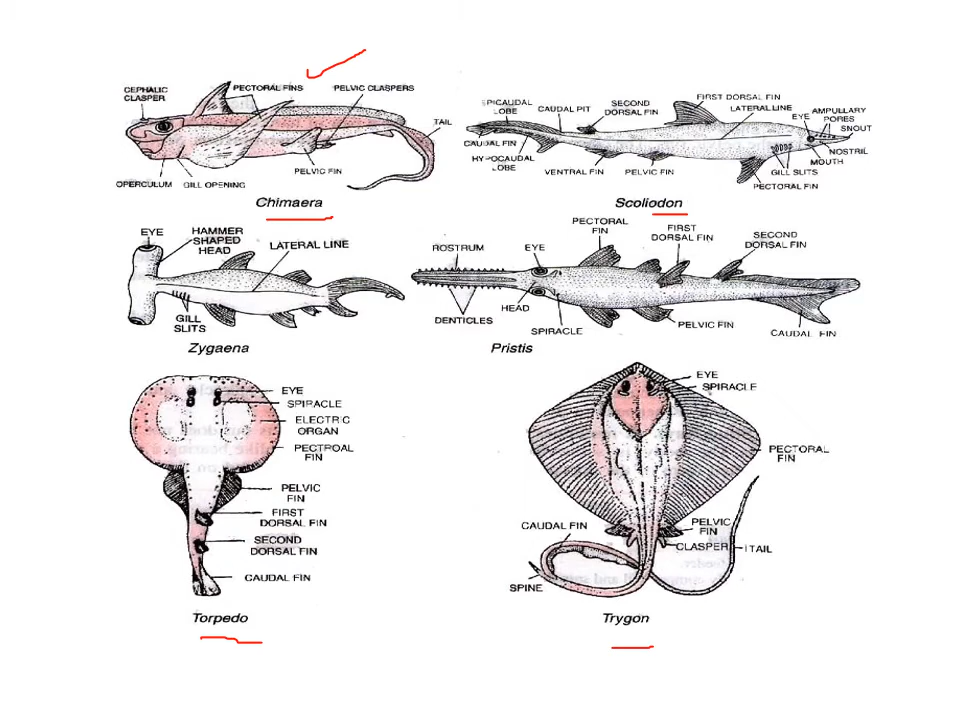 CEPHALIC
CLASPER
PECTORAL FINS
PELVIC CLASPERS
TAIL
PELVIC FIN
OPERCULUM
GILL OPENING
Chimaera
EPICAUDAL
LOBE
CAUDAL PIT
SECOND
DORSAL FIN
FIRST DORSAL FIN
LATERAL LINE
EYE
AMPULLARY
PORES
SNOUT
NOSTRIL
MOUTH
GILL SLITS
PECTORAL FIN
PELVIC FIN
VENTRAL FIN
CAUDAL FIN
HYPOCAUDAL
LOBE
Scoliodon
EYE
HAMMER
SHAPED
HEAD
LATERAL LINE
GILL
SLITS
Zygaena
ROSTRUM
EYE
PECTORAL
FIN
FIRST
DORSAL FIN
SECOND
DORSAL FIN
DENTICLES
HEAD
SPIRACLE
PELVIC FIN
CAUDAL FIN
Pristis
EYE
SPIRACLE
ELECTRIC
ORGAN
PECTPOAL
FIN
PELVIC
FIN
FIRST
DORSAL FIN
SECOND
DORSAL FIN
CAUDAL FIN
Torpedo
EYE
SPIRACLE
PECTORAL
FIN
PELVIC
FIN
CLASPER
TAIL
CAUDAL FIN
SPINE
Trygon